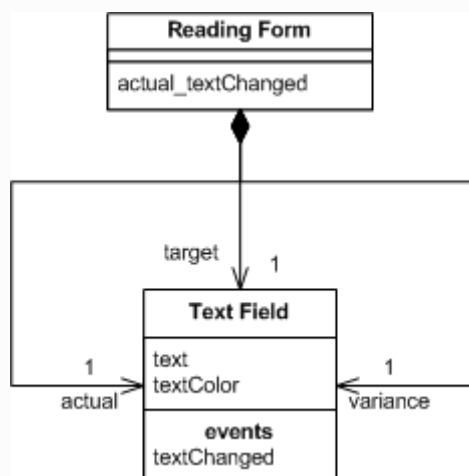 Reading Form
actual_textChanged
target
1
Text Field
text
textColor
1
actual
1
variance
events
textChanged